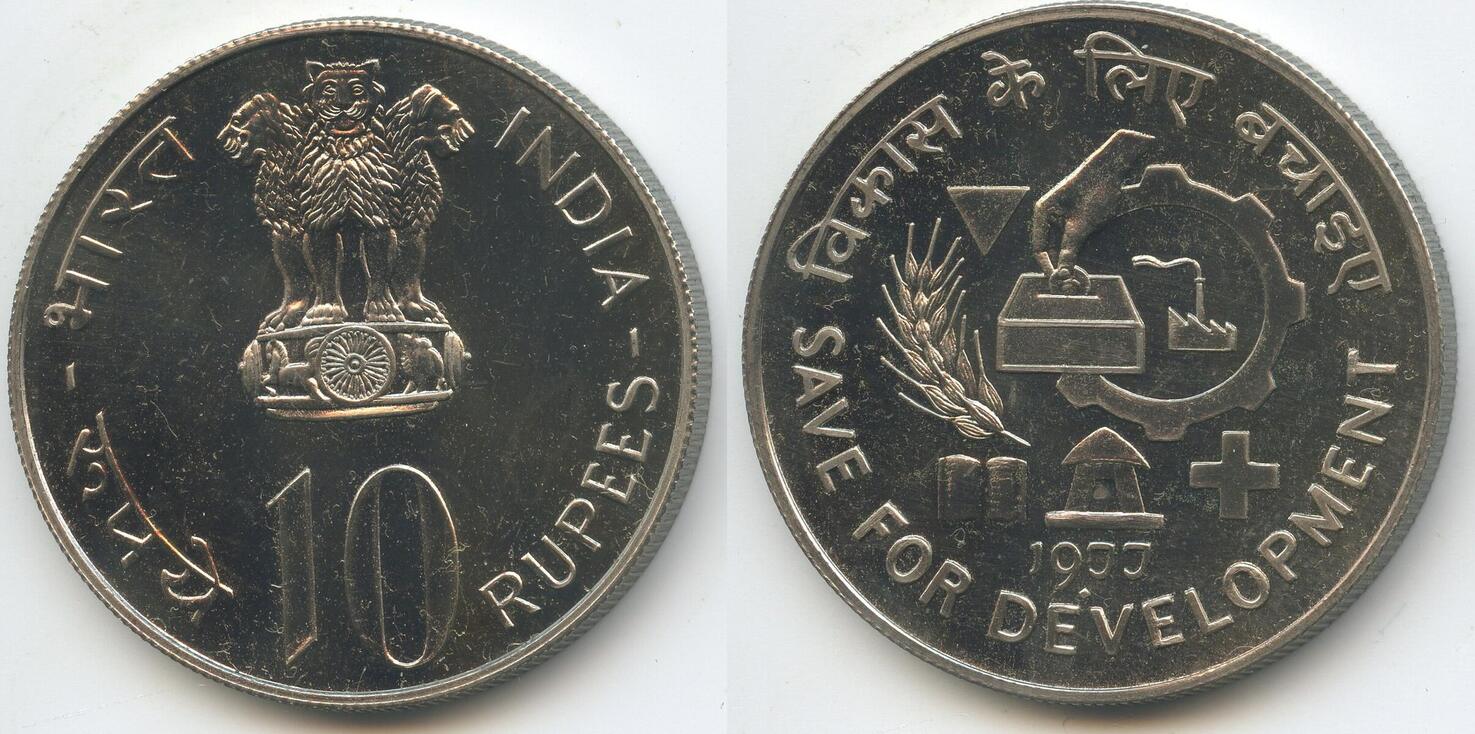 भारत
INDIA
रुपये
RUPEES
10
विकास के लिए बचाइए
SAVE FOR DEVELOPMENT
1977